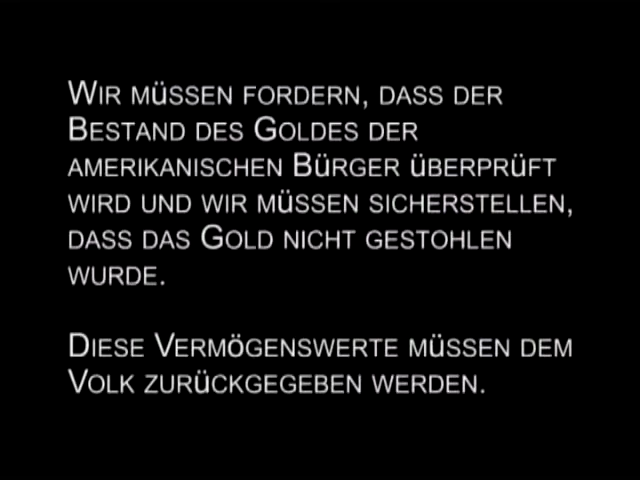 Wir müssen fordern, dass der
Bestand des Goldes der
amerikanischen Bürger überprüft
wird und wir müssen sicherstellen,
dass das Gold nicht gestohlen
wurde.
Diese Vermögenswerte müssen dem
Volk zurückgegeben werden.